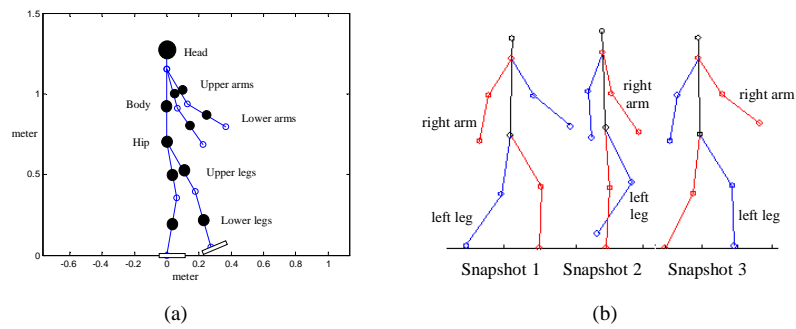 1.5
1
0.5
0
meter
-0.6 -0.4 -0.2 0 0.2 0.4 0.6 0.8 1
meter
Head
Upper arms
Body
Lower arms
Hip
Upper legs
Lower legs
(a)
right arm
left leg
Snapshot 1
right
arm
left
leg
Snapshot 2
right arm
left leg
Snapshot 3
(b)